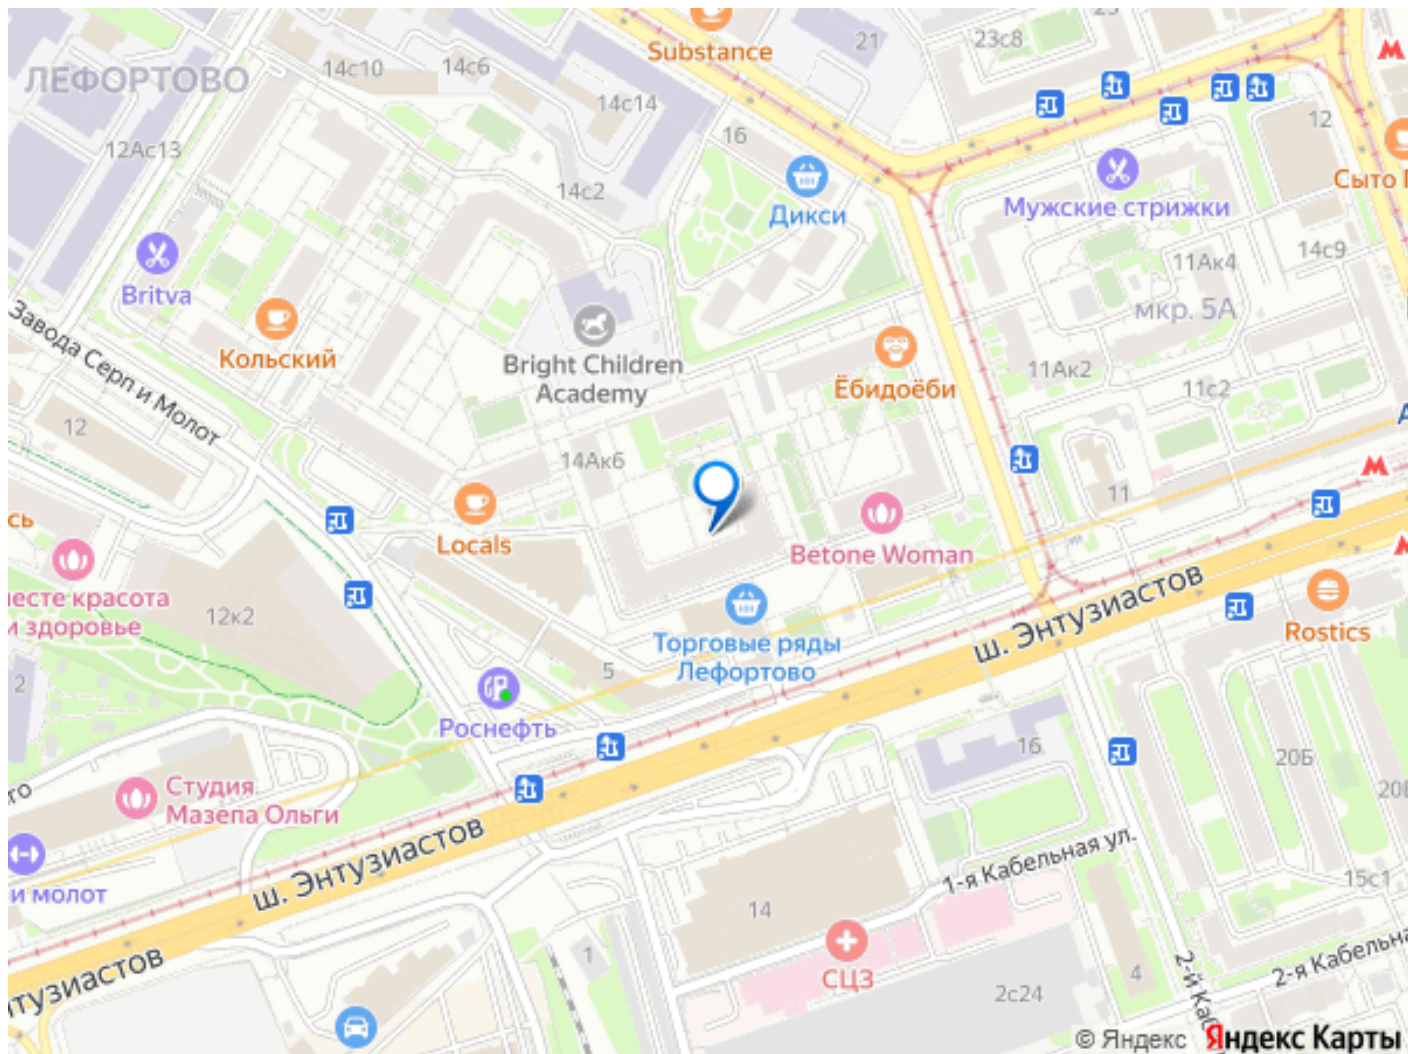 Substance
21
23с8
ЛЕФОРТОВО
14с10
14с6
14с14
16
12
12Ас13
14с2
Дикси
Мужские стрижки
Сыто
11Ак4
14с9
Britva
мкр. 5А
Завода Серп и Молот
Кольский
Bright Children
Academy
Ёбидоёби
11Ак2
11с2
12
14Ак6
11
Locals
Betone Woman
есте красота
и здоровье
12к2
ш. Энтузиастов
Rostics
Торговые ряды
Лефортово
5
2
Роснефть
16
20Б
Студия
Мазепа Ольги
ш. Энтузиастов
1-я Кабельная ул.
и молот
14
15с1
1
СЦЗ
4
2с24
2-й Каб
2-я Кабельна
нтузиастов
© Яндекс Яндекс Карты